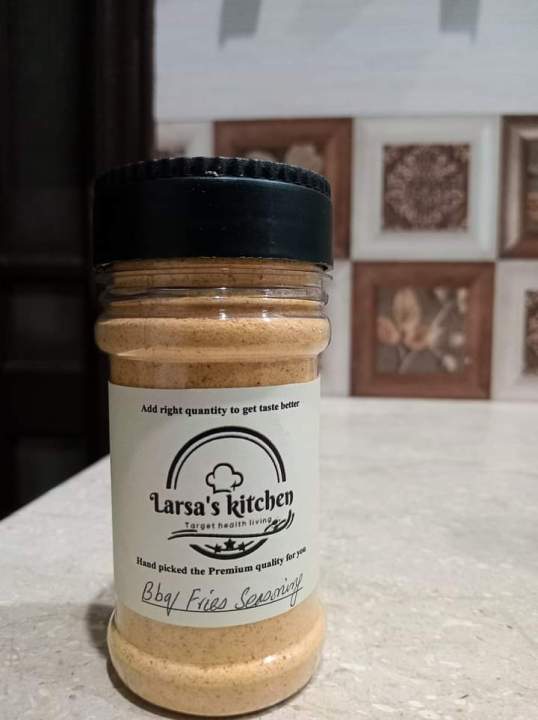 Add right quantity to get taste better
Larsa's kitchen
Target health living
Hand picked the Premium quality for you
Bbq/ Fries Seasoning